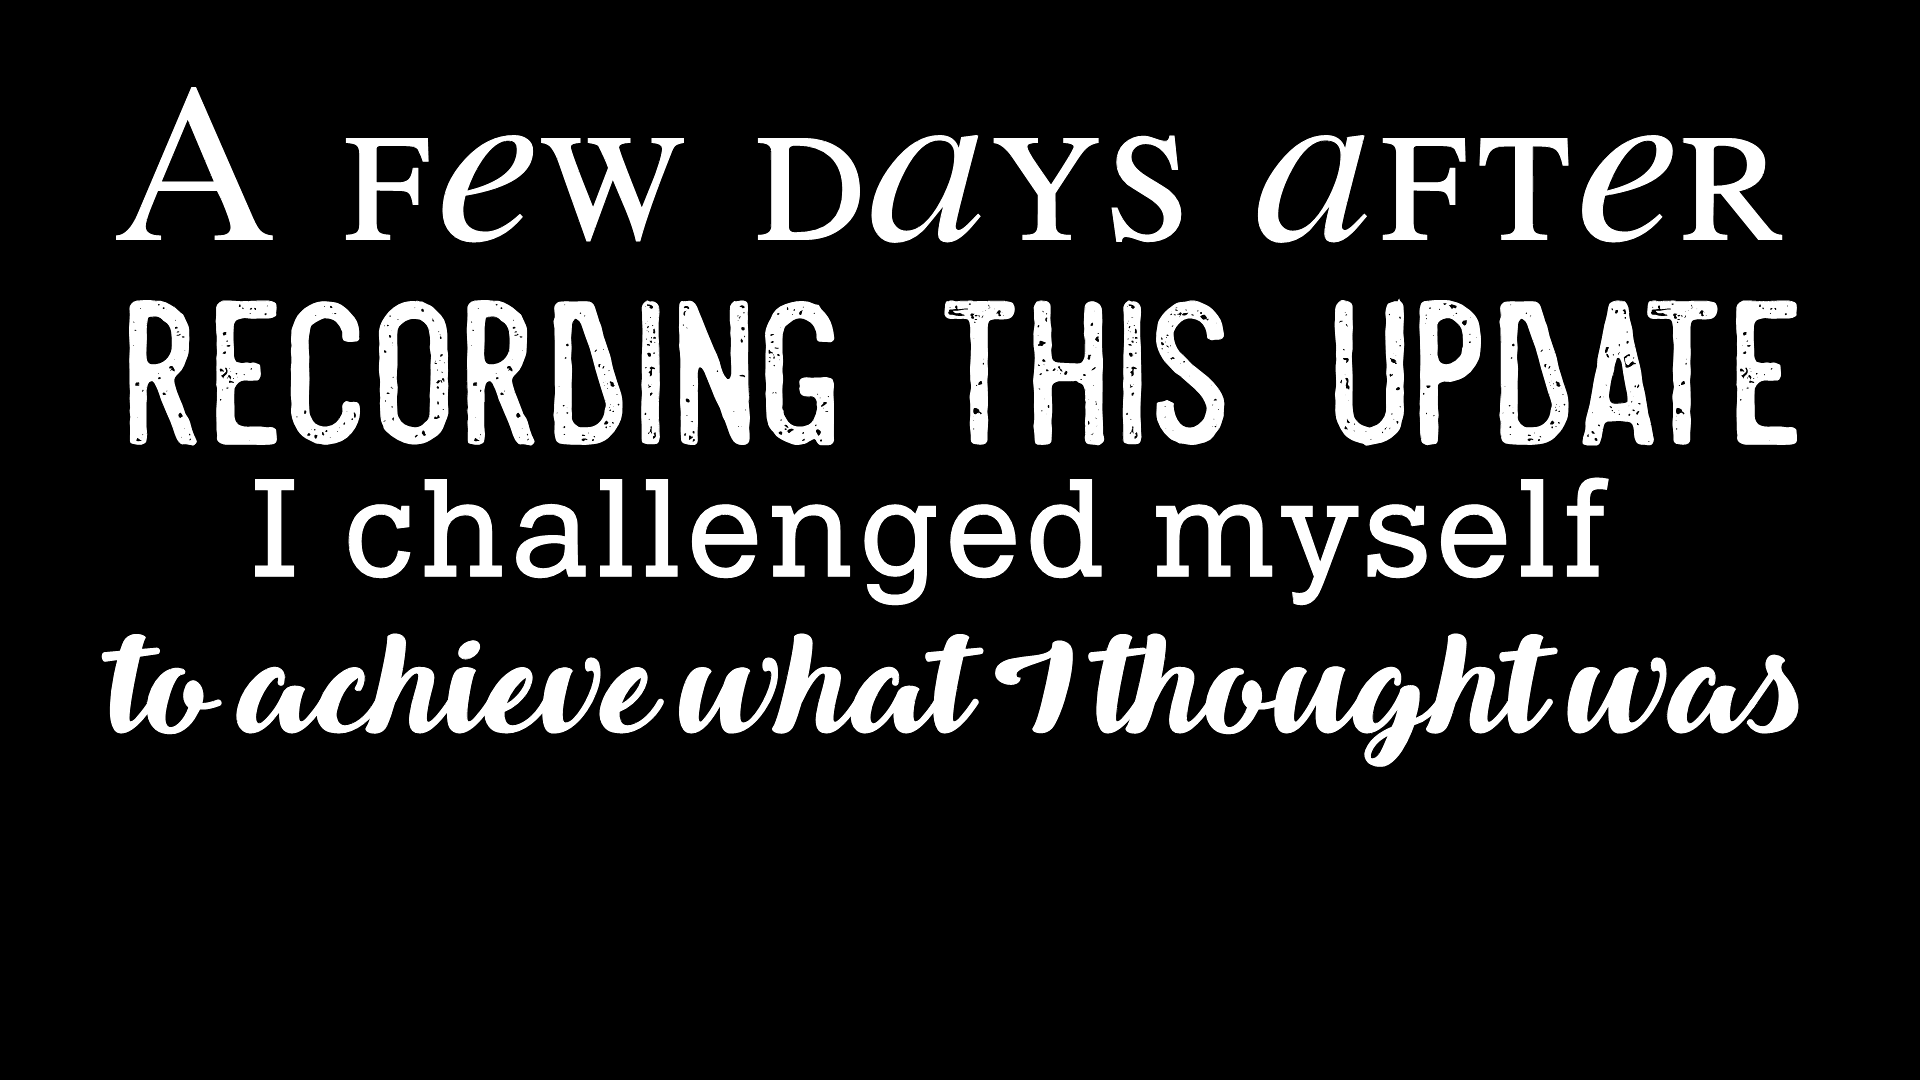 A few days after
RECORDING THIS UPDATE
I challenged myself
to achieve what I thought was